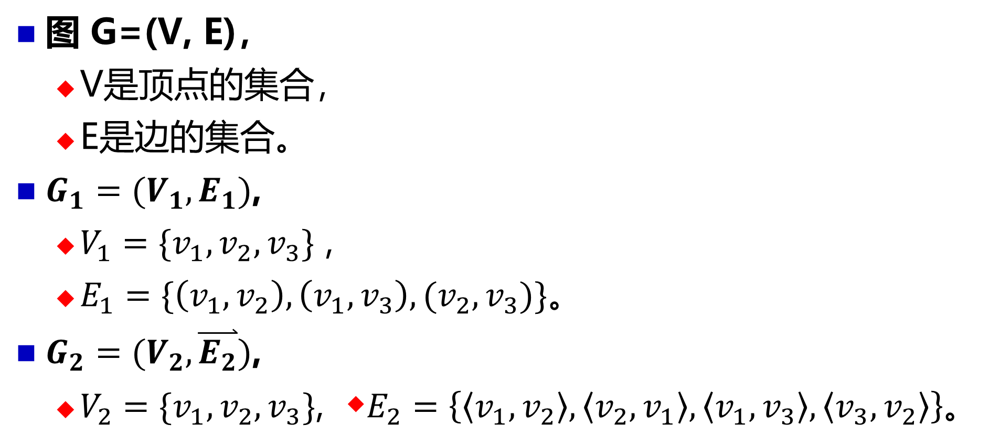 图 G=(V, E),
V是顶点的集合,
E是边的集合。
$G_1 = (V_1, E_1)$,
$V_1 = \{v_1, v_2, v_3\}$ ,
$E_1 = \{(v_1, v_2), (v_1, v_3), (v_2, v_3)\}$。
$G_2 = (V_2, \overrightarrow{E_2})$,
$V_2 = \{v_1, v_2, v_3\}$, $E_2 = \{\langle v_1, v_2 \rangle, \langle v_2, v_1 \rangle, \langle v_1, v_3 \rangle, \langle v_3, v_2 \rangle\}$。